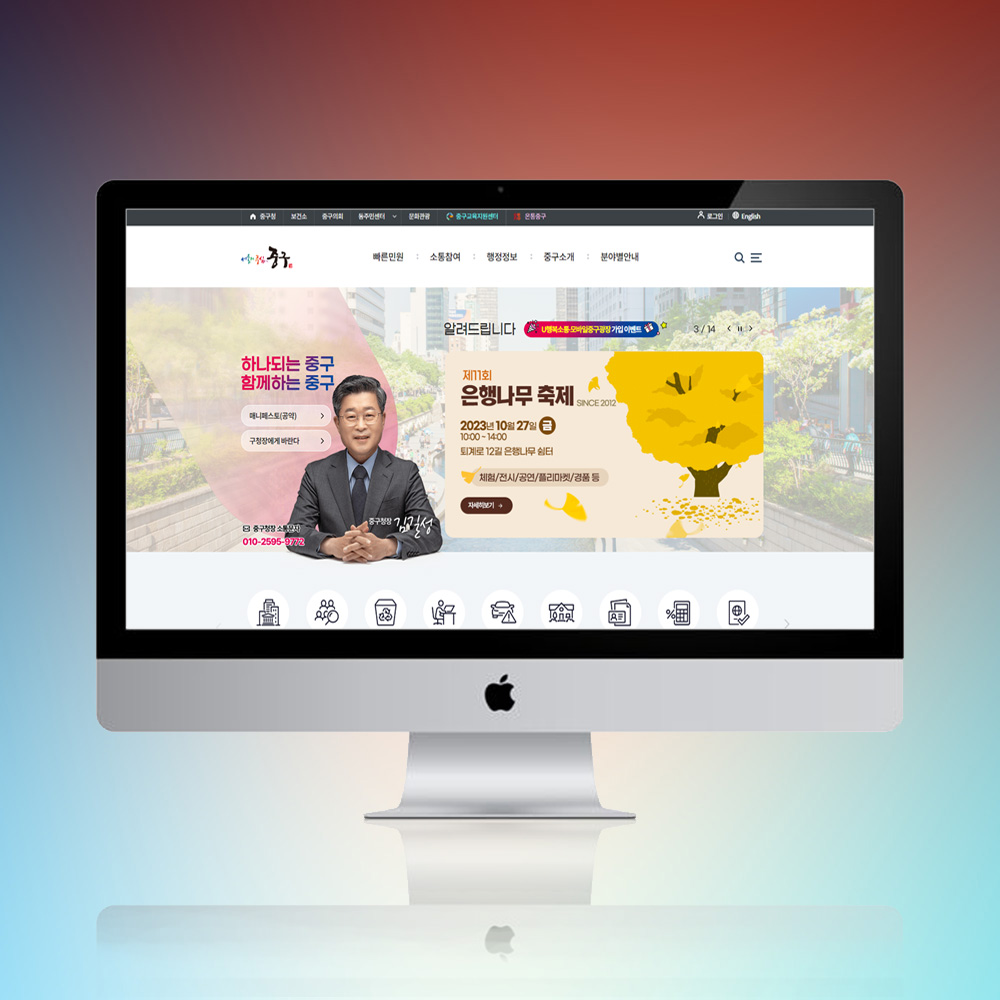 중구청 보건소 중구의회 동주민센터 문화관광 중구교육지원센터 온통중구 로그인 English
서울의 중심 중구
빠른민원 소통참여 행정정보 중구소개 분야별안내
알려드립니다 U행복소통·모바일중구광장 가입 이벤트 3 / 14
하나되는 중구
함께하는 중구
매니페스토(공약)
구청장에게 바란다
중구청장 소통문자
010-2595-9772
중구청장 김길성
제11회
은행나무 축제 SINCE 2012
2023년 10월 27일 금
10:00 ~ 14:00
퇴계로 12길 은행나무 쉼터
체험/전시/공연/플리마켓/경품 등
자세히보기